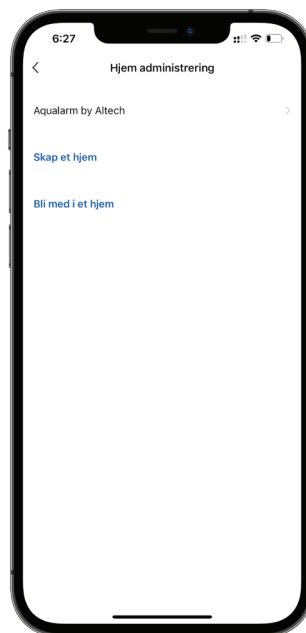 6:27
Hjem administrering
Aqualarm by Altech
Skap et hjem
Bli med i et hjem